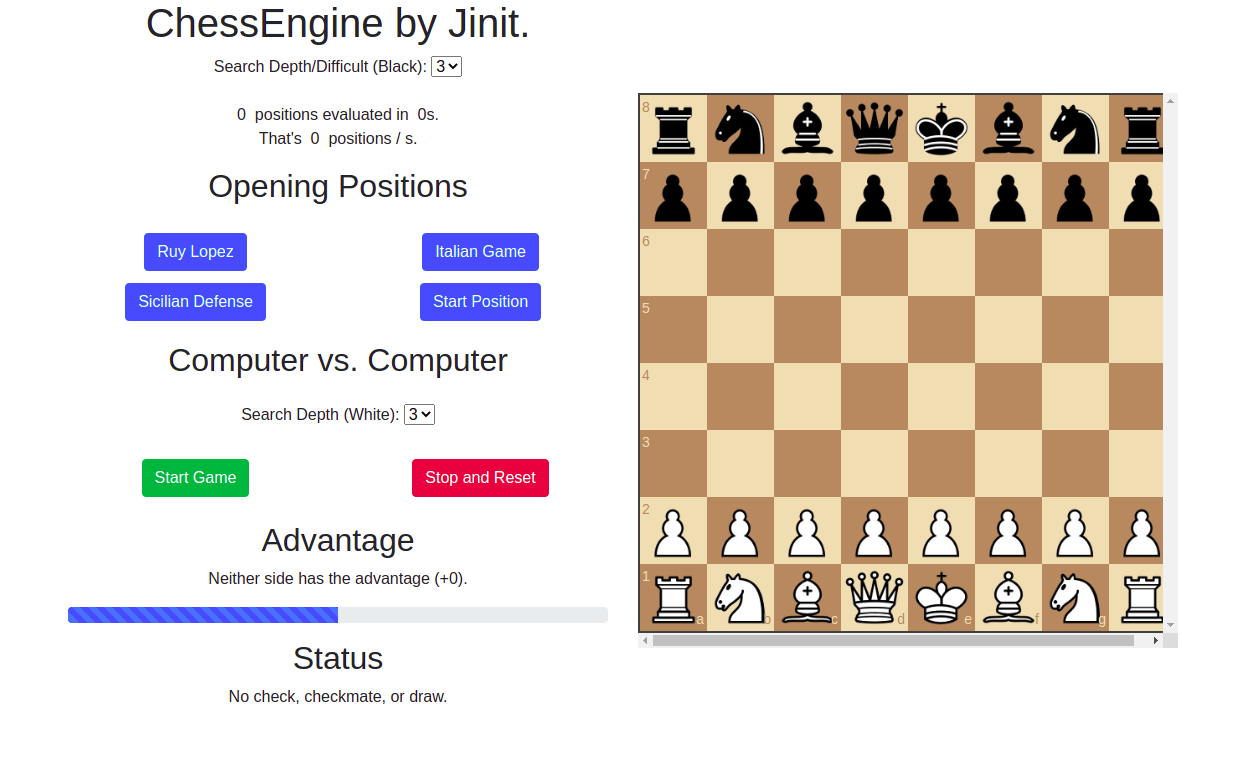 ChessEngine by Jinit.
Search Depth/Difficult (Black): 3
0 positions evaluated in 0s.
That's 0 positions / s.
Opening Positions
Ruy Lopez
Italian Game
Sicilian Defense
Start Position
Computer vs. Computer
Search Depth (White): 3
Start Game
Stop and Reset
Advantage
Neither side has the advantage (+0).
Status
No check, checkmate, or draw.
8
7
6
5
4
3
2
1
a b c d e f g